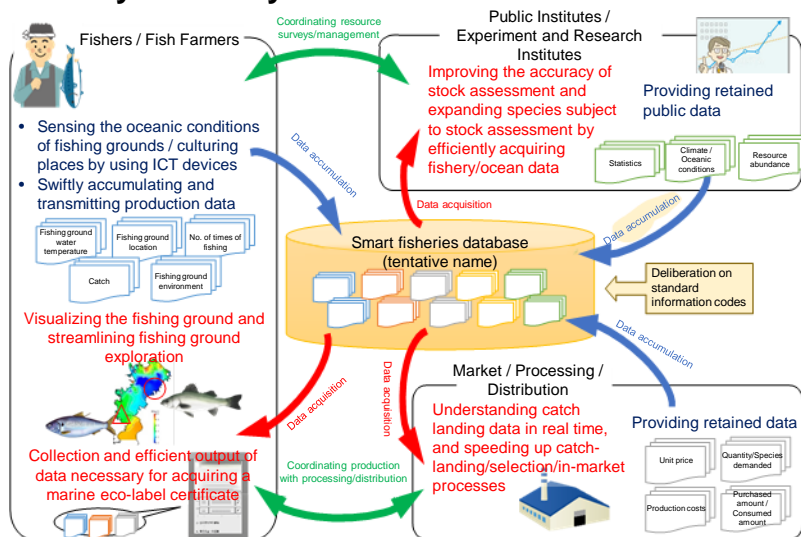 Fishers / Fish Farmers
Coordinating resource
surveys/management
Public Institutes /
Experiment and Research
Institutes
Improving the accuracy of
stock assessment and
expanding species subject
to stock assessment by
efficiently acquiring
fishery/ocean data
Providing retained
public data
Statistics
Climate /
Oceanic
conditions
Resource
abundance
• Sensing the oceanic conditions
of fishing grounds / culturing
places by using ICT devices
• Swiftly accumulating and
transmitting production data
Fishing ground
water
temperature
Fishing ground
location
No. of times of
fishing
Catch
Fishing ground
environment
Data accumulation
Data acquisition
Data accumulation
Smart fisheries database
(tentative name)
Deliberation on
standard
information codes
Visualizing the fishing ground and
streamlining fishing ground
exploration
Data acquisition
Data acquisition
Data accumulation
Collection and efficient output of
data necessary for acquiring a
marine eco-label certificate
Coordinating production
with processing/distribution
Market / Processing /
Distribution
Understanding catch
landing data in real time,
and speeding up catch-
landing/selection/in-market
processes
Providing retained data
Unit price
Quantity/Species
demanded
Production costs
Purchased amount /
Consumed
amount